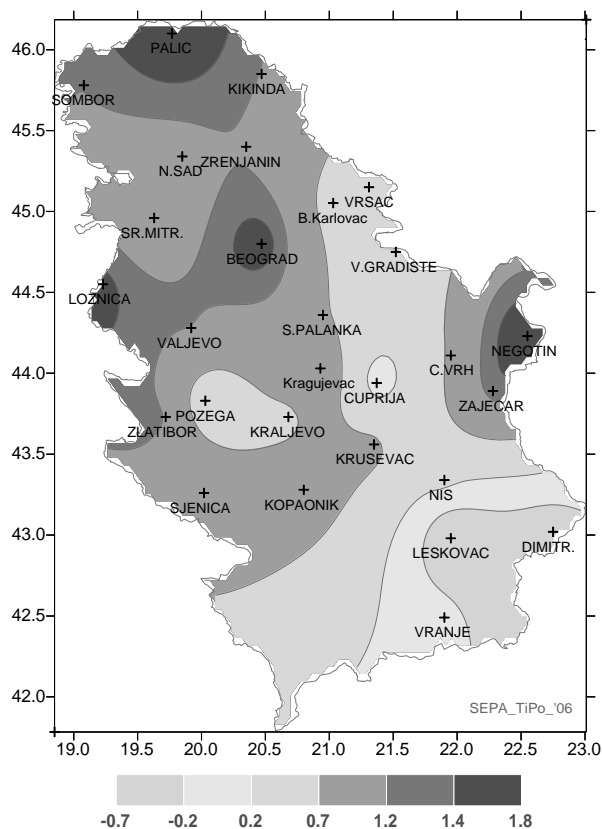 46.0
PALIC
SOMBOR
KIKINDA
45.5
N.SAD
ZRENJANIN
45.0
VRSAC
B.Karlovac
SR.MITR.
BEOGRAD
V.GRADISTE
44.5
LOZNICA
S.PALANKA
VALJEVO
NEGOTIN
44.0
C.VRH
Kragujevac
CUPRIJA
ZAJECAR
POZEGA
ZLATIBOR
KRALJEVO
43.5
KRUSEVAC
NIS
SJENICA
KOPAONIK
43.0
LESKOVAC
DIMITR.
42.5
VRANJE
42.0
SEPA_TiPo_'06
19.0 19.5 20.0 20.5 21.0 21.5 22.0 22.5 23.0
-0.7 -0.2 0.2 0.7 1.2 1.4 1.8